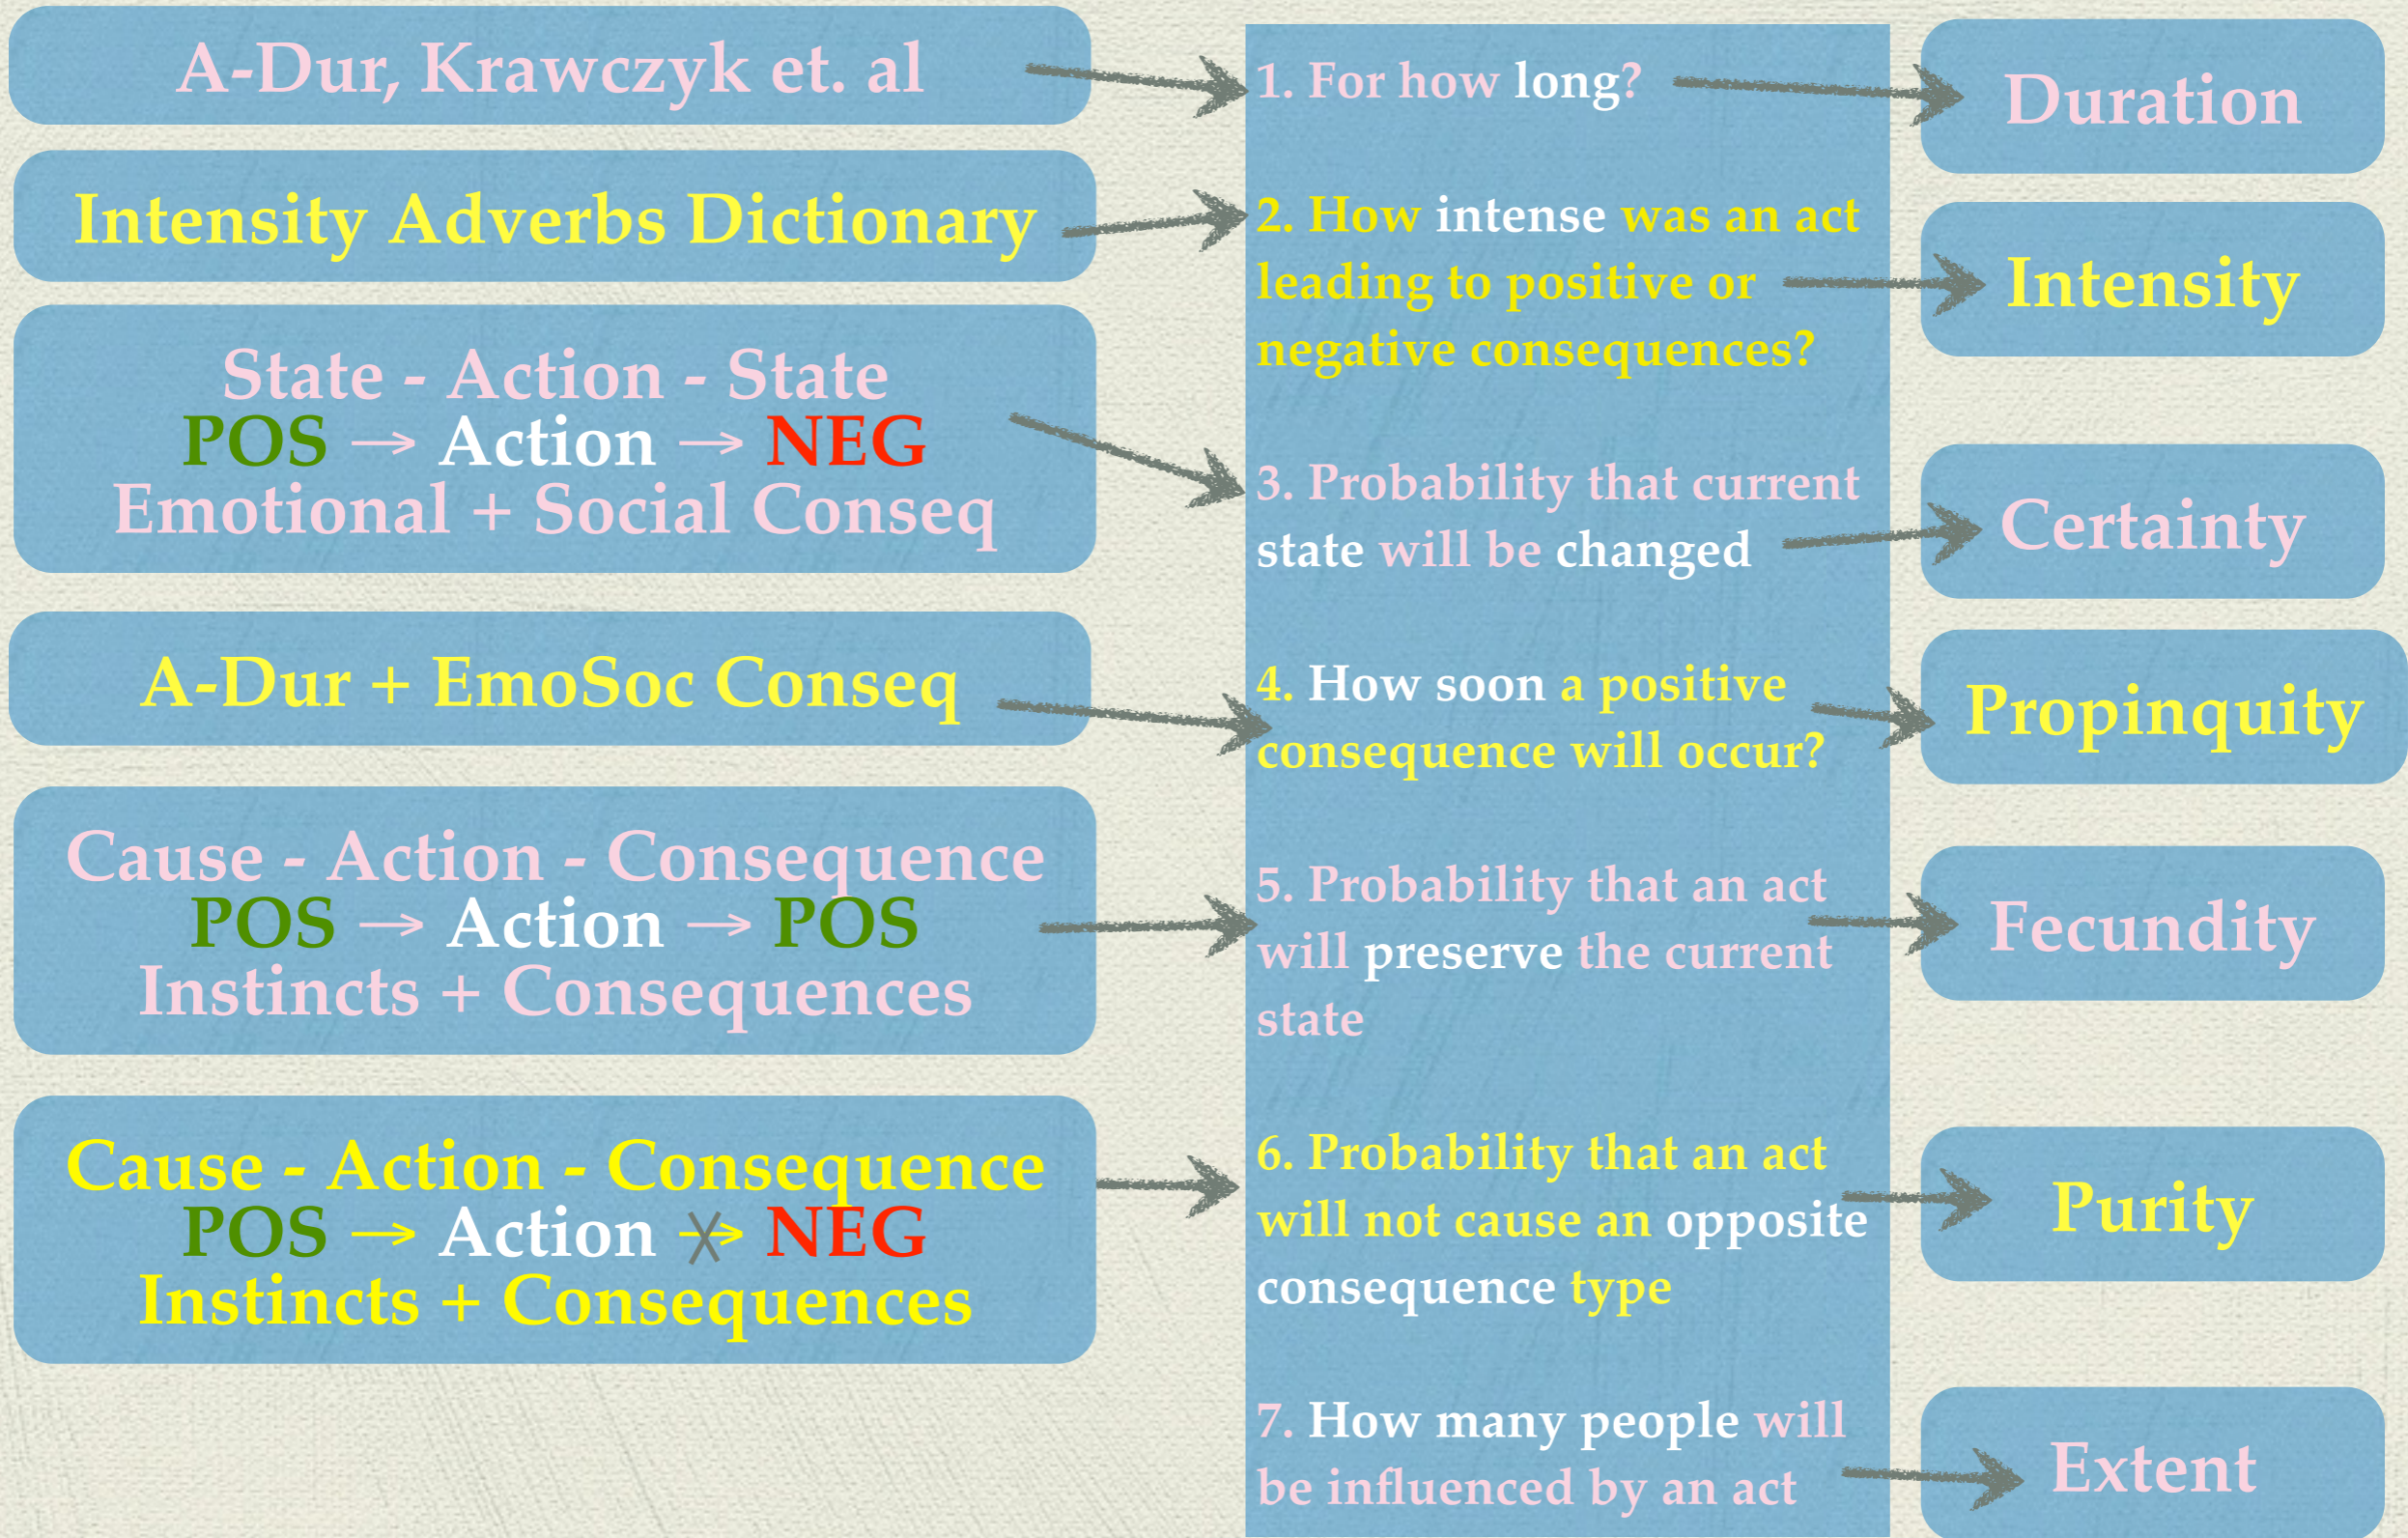 A-Dur, Krawczyk et. al
Intensity Adverbs Dictionary
State - Action - State
POS → Action → NEG
Emotional + Social Conseq
A-Dur + EmoSoc Conseq
Cause - Action - Consequence
POS → Action → POS
Instincts + Consequences
Cause - Action - Consequence
POS → Action → NEG
Instincts + Consequences
1. For how long?
2. How intense was an act
leading to positive or
negative consequences?
3. Probability that current
state will be changed
4. How soon a positive
consequence will occur?
5. Probability that an act
will preserve the current
state
6. Probability that an act
will not cause an opposite
consequence type
7. How many people will
be influenced by an act
Duration
Intensity
Certainty
Propinquity
Fecundity
Purity
Extent